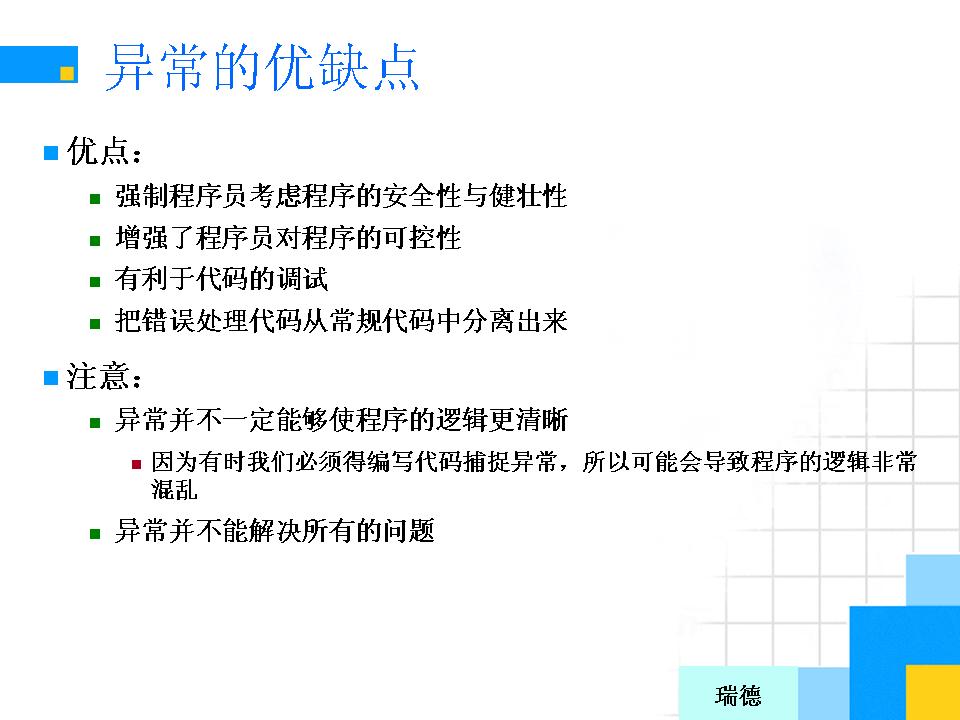 异常的优缺点
优点：
强制程序员考虑程序的安全性与健壮性
增强了程序员对程序的可控性
有利于代码的调试
把错误处理代码从常规代码中分离出来
注意：
异常并不一定能够使程序的逻辑更清晰
因为有时我们必须得编写代码捕捉异常，所以可能会导致程序的逻辑非常
混乱
异常并不能解决所有的问题
瑞德